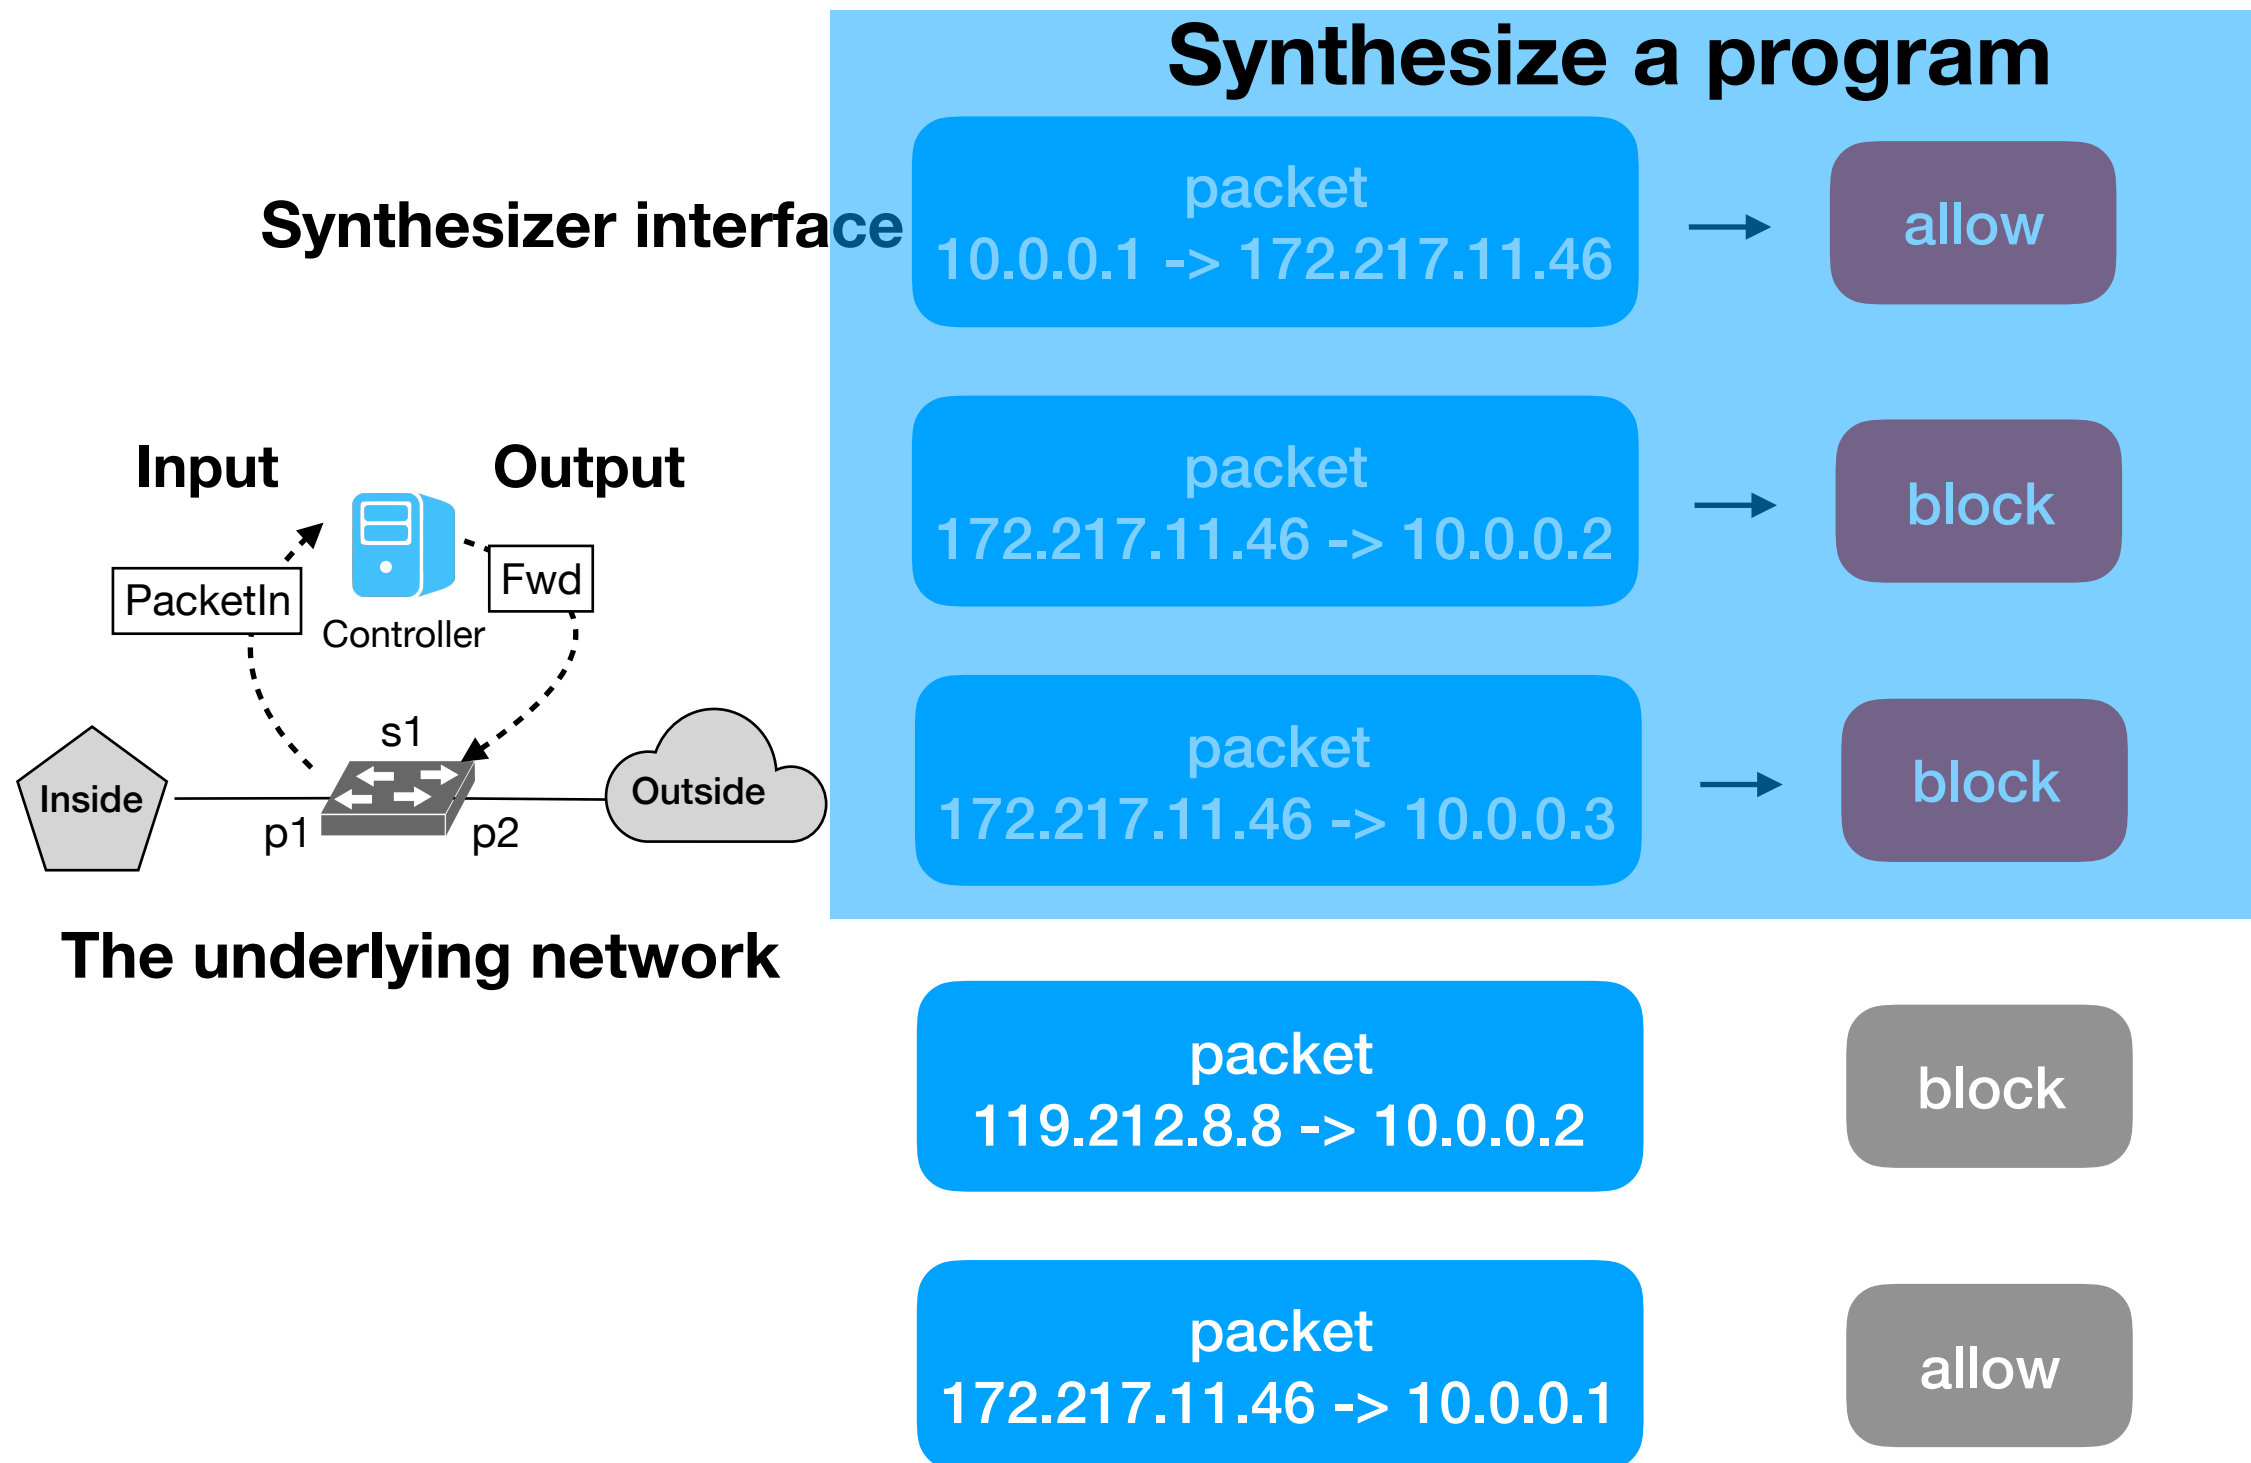 Synthesize a program
Synthesizer interface
packet
10.0.0.1 -> 172.217.11.46
allow
packet
172.217.11.46 -> 10.0.0.2
block
packet
172.217.11.46 -> 10.0.0.3
block
Input
Output
PacketIn
Fwd
Controller
s1
Inside
Outside
p1
p2
The underlying network
packet
119.212.8.8 -> 10.0.0.2
block
packet
172.217.11.46 -> 10.0.0.1
allow